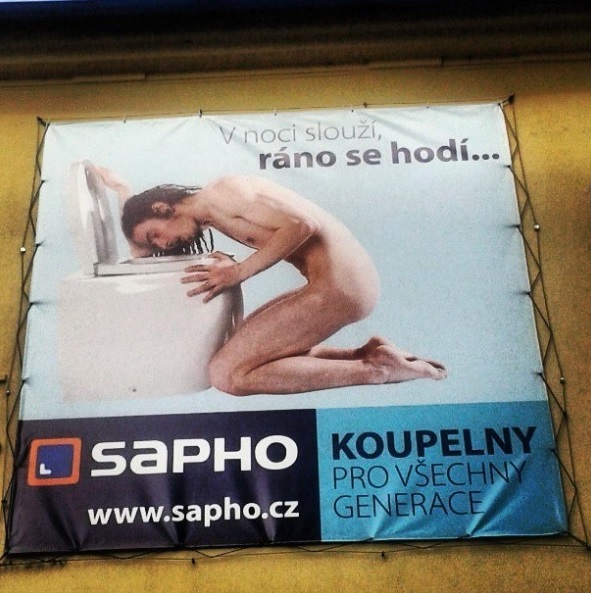 V noci slouží,
ráno se hodí...
SAPHO
www.sapho.cz
KOUPELNY
PRO VŠECHNY
GENERACE